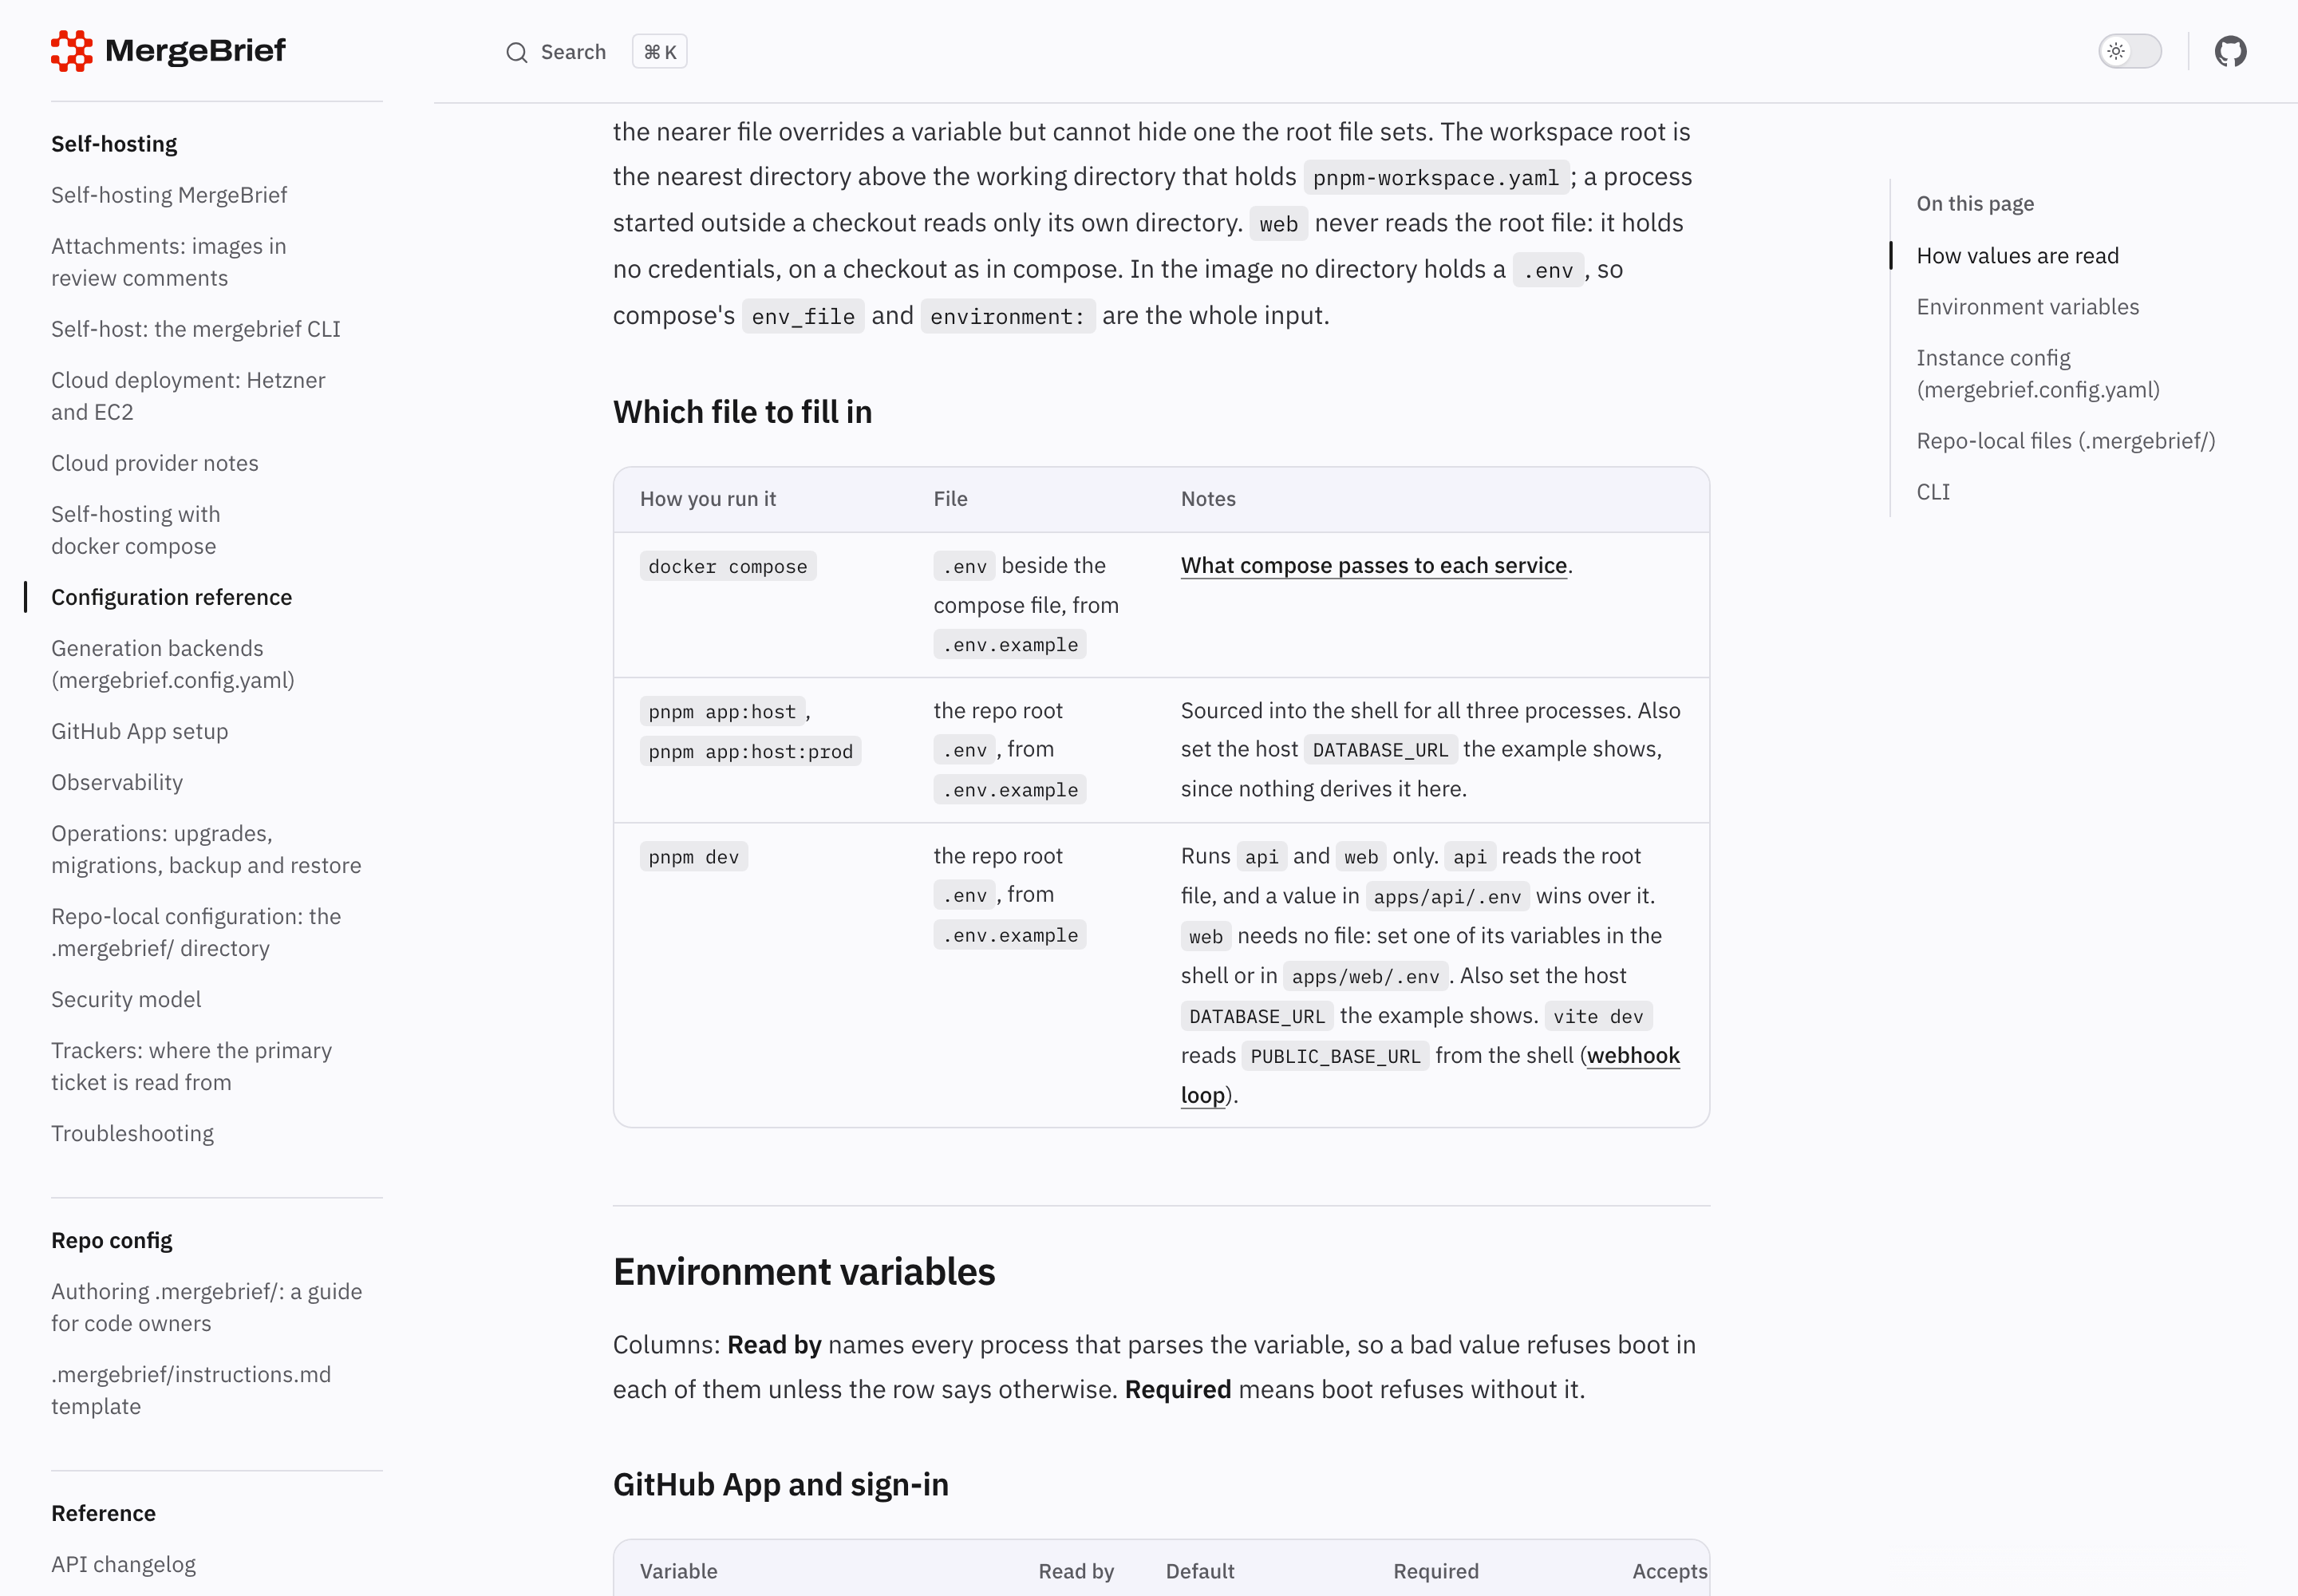 MergeBrief
Search
⌘ K
Self-hosting
Self-hosting MergeBrief
Attachments: images in
review comments
Self-host: the mergebrief CLI
Cloud deployment: Hetzner
and EC2
Cloud provider notes
Self-hosting with
docker compose
Configuration reference
Generation backends
(mergebrief.config.yaml)
GitHub App setup
Observability
Operations: upgrades,
migrations, backup and restore
Repo-local configuration: the
.mergebrief/ directory
Security model
Trackers: where the primary
ticket is read from
Troubleshooting
Repo config
Authoring .mergebrief/: a guide
for code owners
.mergebrief/instructions.md
template
Reference
API changelog
the nearer file overrides a variable but cannot hide one the root file sets. The workspace root is
the nearest directory above the working directory that holds pnpm-workspace.yaml; a process
started outside a checkout reads only its own directory. web never reads the root file: it holds
no credentials, on a checkout as in compose. In the image no directory holds a .env, so
compose's env_file and environment: are the whole input.
Which file to fill in
How you run it File Notes
docker compose
.env beside the
compose file, from
.env.example
What compose passes to each service.
pnpm app:host,
pnpm app:host:prod
the repo root
.env, from
.env.example
Sourced into the shell for all three processes. Also
set the host DATABASE_URL the example shows,
since nothing derives it here.
pnpm dev
the repo root
.env, from
.env.example
Runs api and web only. api reads the root
file, and a value in apps/api/.env wins over it.
web needs no file: set one of its variables in the
shell or in apps/web/.env. Also set the host
DATABASE_URL the example shows. vite dev
reads PUBLIC_BASE_URL from the shell (webhook
loop).
Environment variables
Columns: Read by names every process that parses the variable, so a bad value refuses boot in
each of them unless the row says otherwise. Required means boot refuses without it.
GitHub App and sign-in
Variable Read by Default Required Accepts
On this page
How values are read
Environment variables
Instance config
(mergebrief.config.yaml)
Repo-local files (.mergebrief/)
CLI